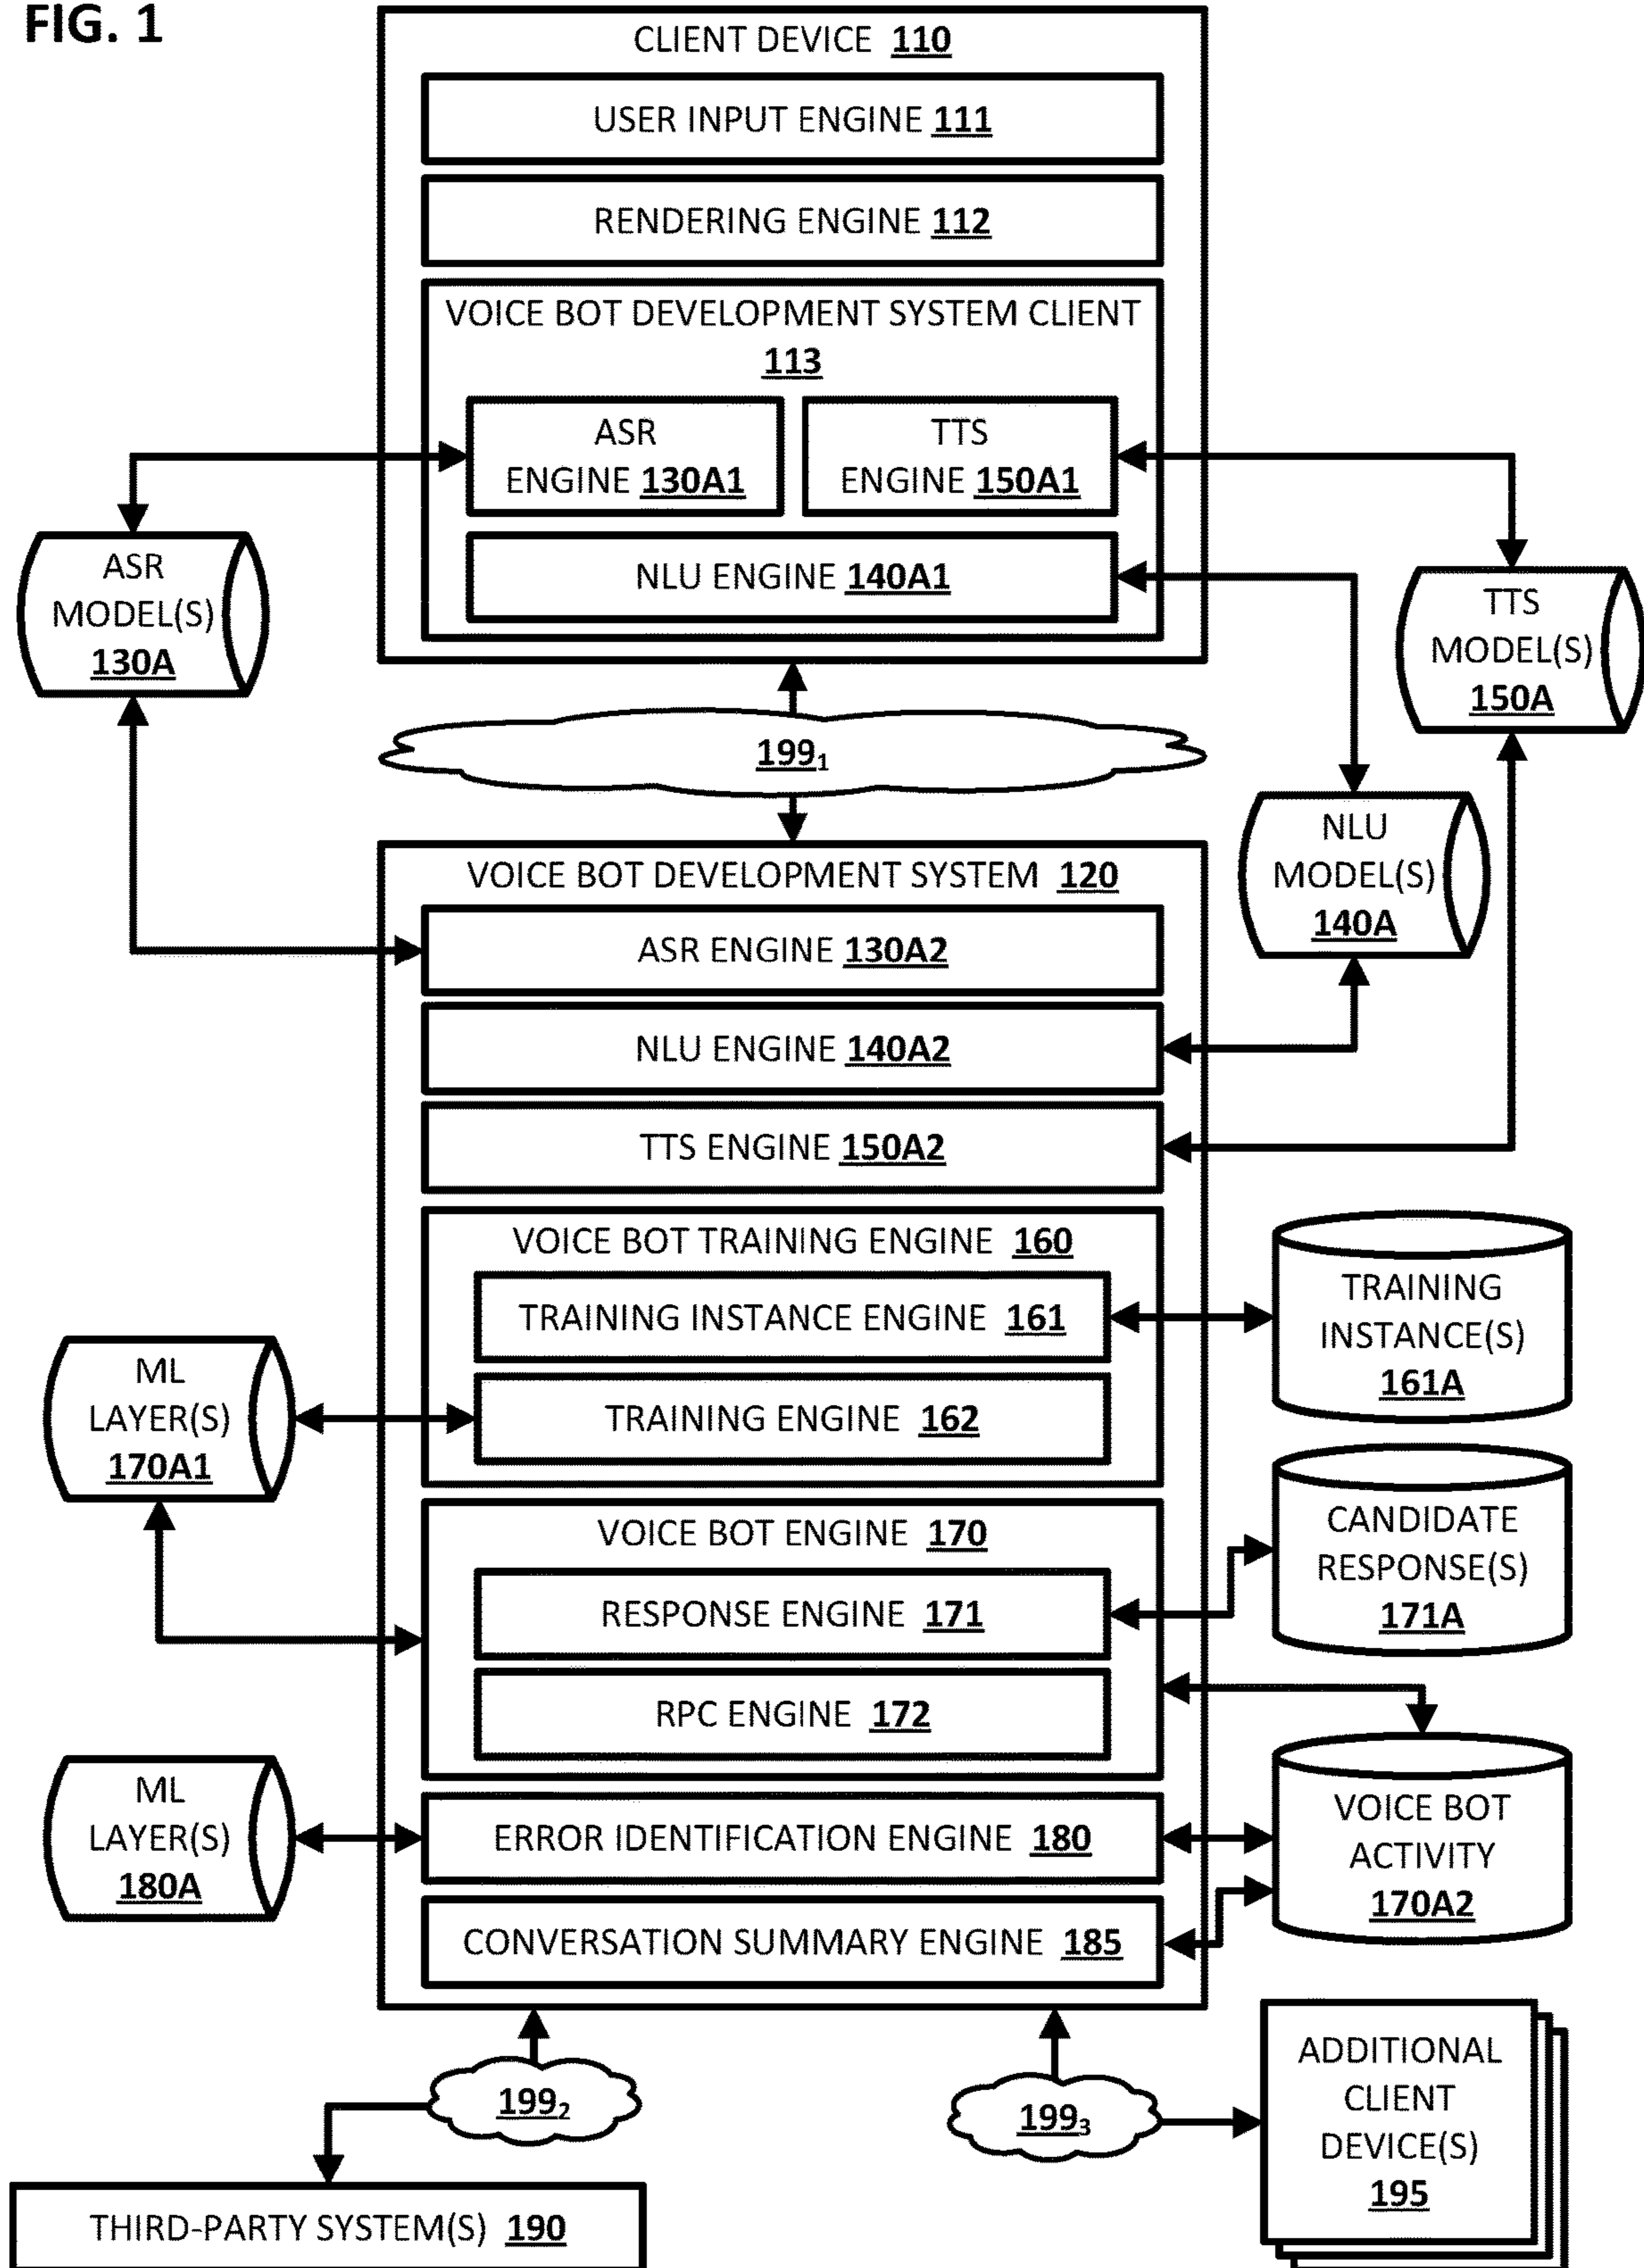 FIG. 1
CLIENT DEVICE 110
USER INPUT ENGINE 111
RENDERING ENGINE 112
VOICE BOT DEVELOPMENT SYSTEM CLIENT
113
ASR
ENGINE 130A1
TTS
ENGINE 150A1
NLU ENGINE 140A1
ASR
MODEL(S)
130A
TTS
MODEL(S)
150A
199₁
NLU
MODEL(S)
140A
VOICE BOT DEVELOPMENT SYSTEM 120
ASR ENGINE 130A2
NLU ENGINE 140A2
TTS ENGINE 150A2
VOICE BOT TRAINING ENGINE 160
TRAINING INSTANCE ENGINE 161
TRAINING ENGINE 162
TRAINING
INSTANCE(S)
161A
ML
LAYER(S)
170A1
VOICE BOT ENGINE 170
RESPONSE ENGINE 171
RPC ENGINE 172
CANDIDATE
RESPONSE(S)
171A
ML
LAYER(S)
180A
ERROR IDENTIFICATION ENGINE 180
CONVERSATION SUMMARY ENGINE 185
VOICE BOT
ACTIVITY
170A2
199₂
199₃
ADDITIONAL
CLIENT
DEVICE(S)
195
THIRD-PARTY SYSTEM(S) 190